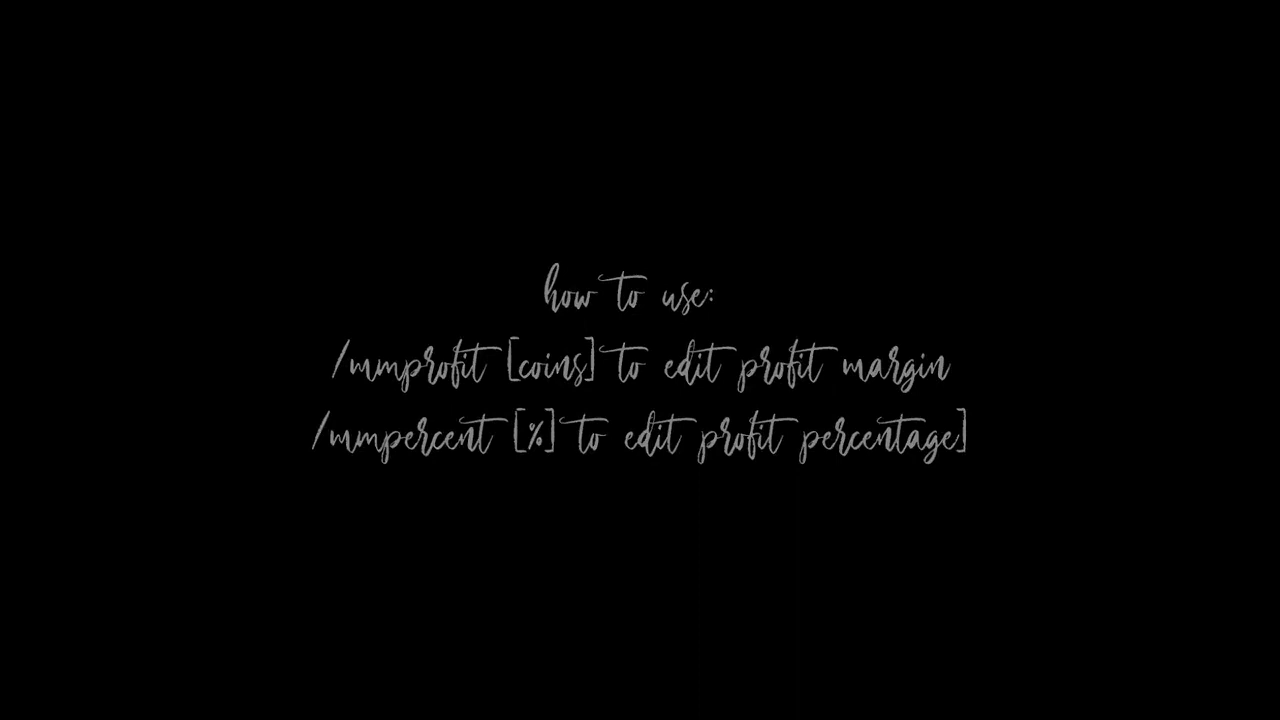 how to use:
/mmprofit [coins] to edit profit margin
/mmpercent [%] to edit profit percentage]